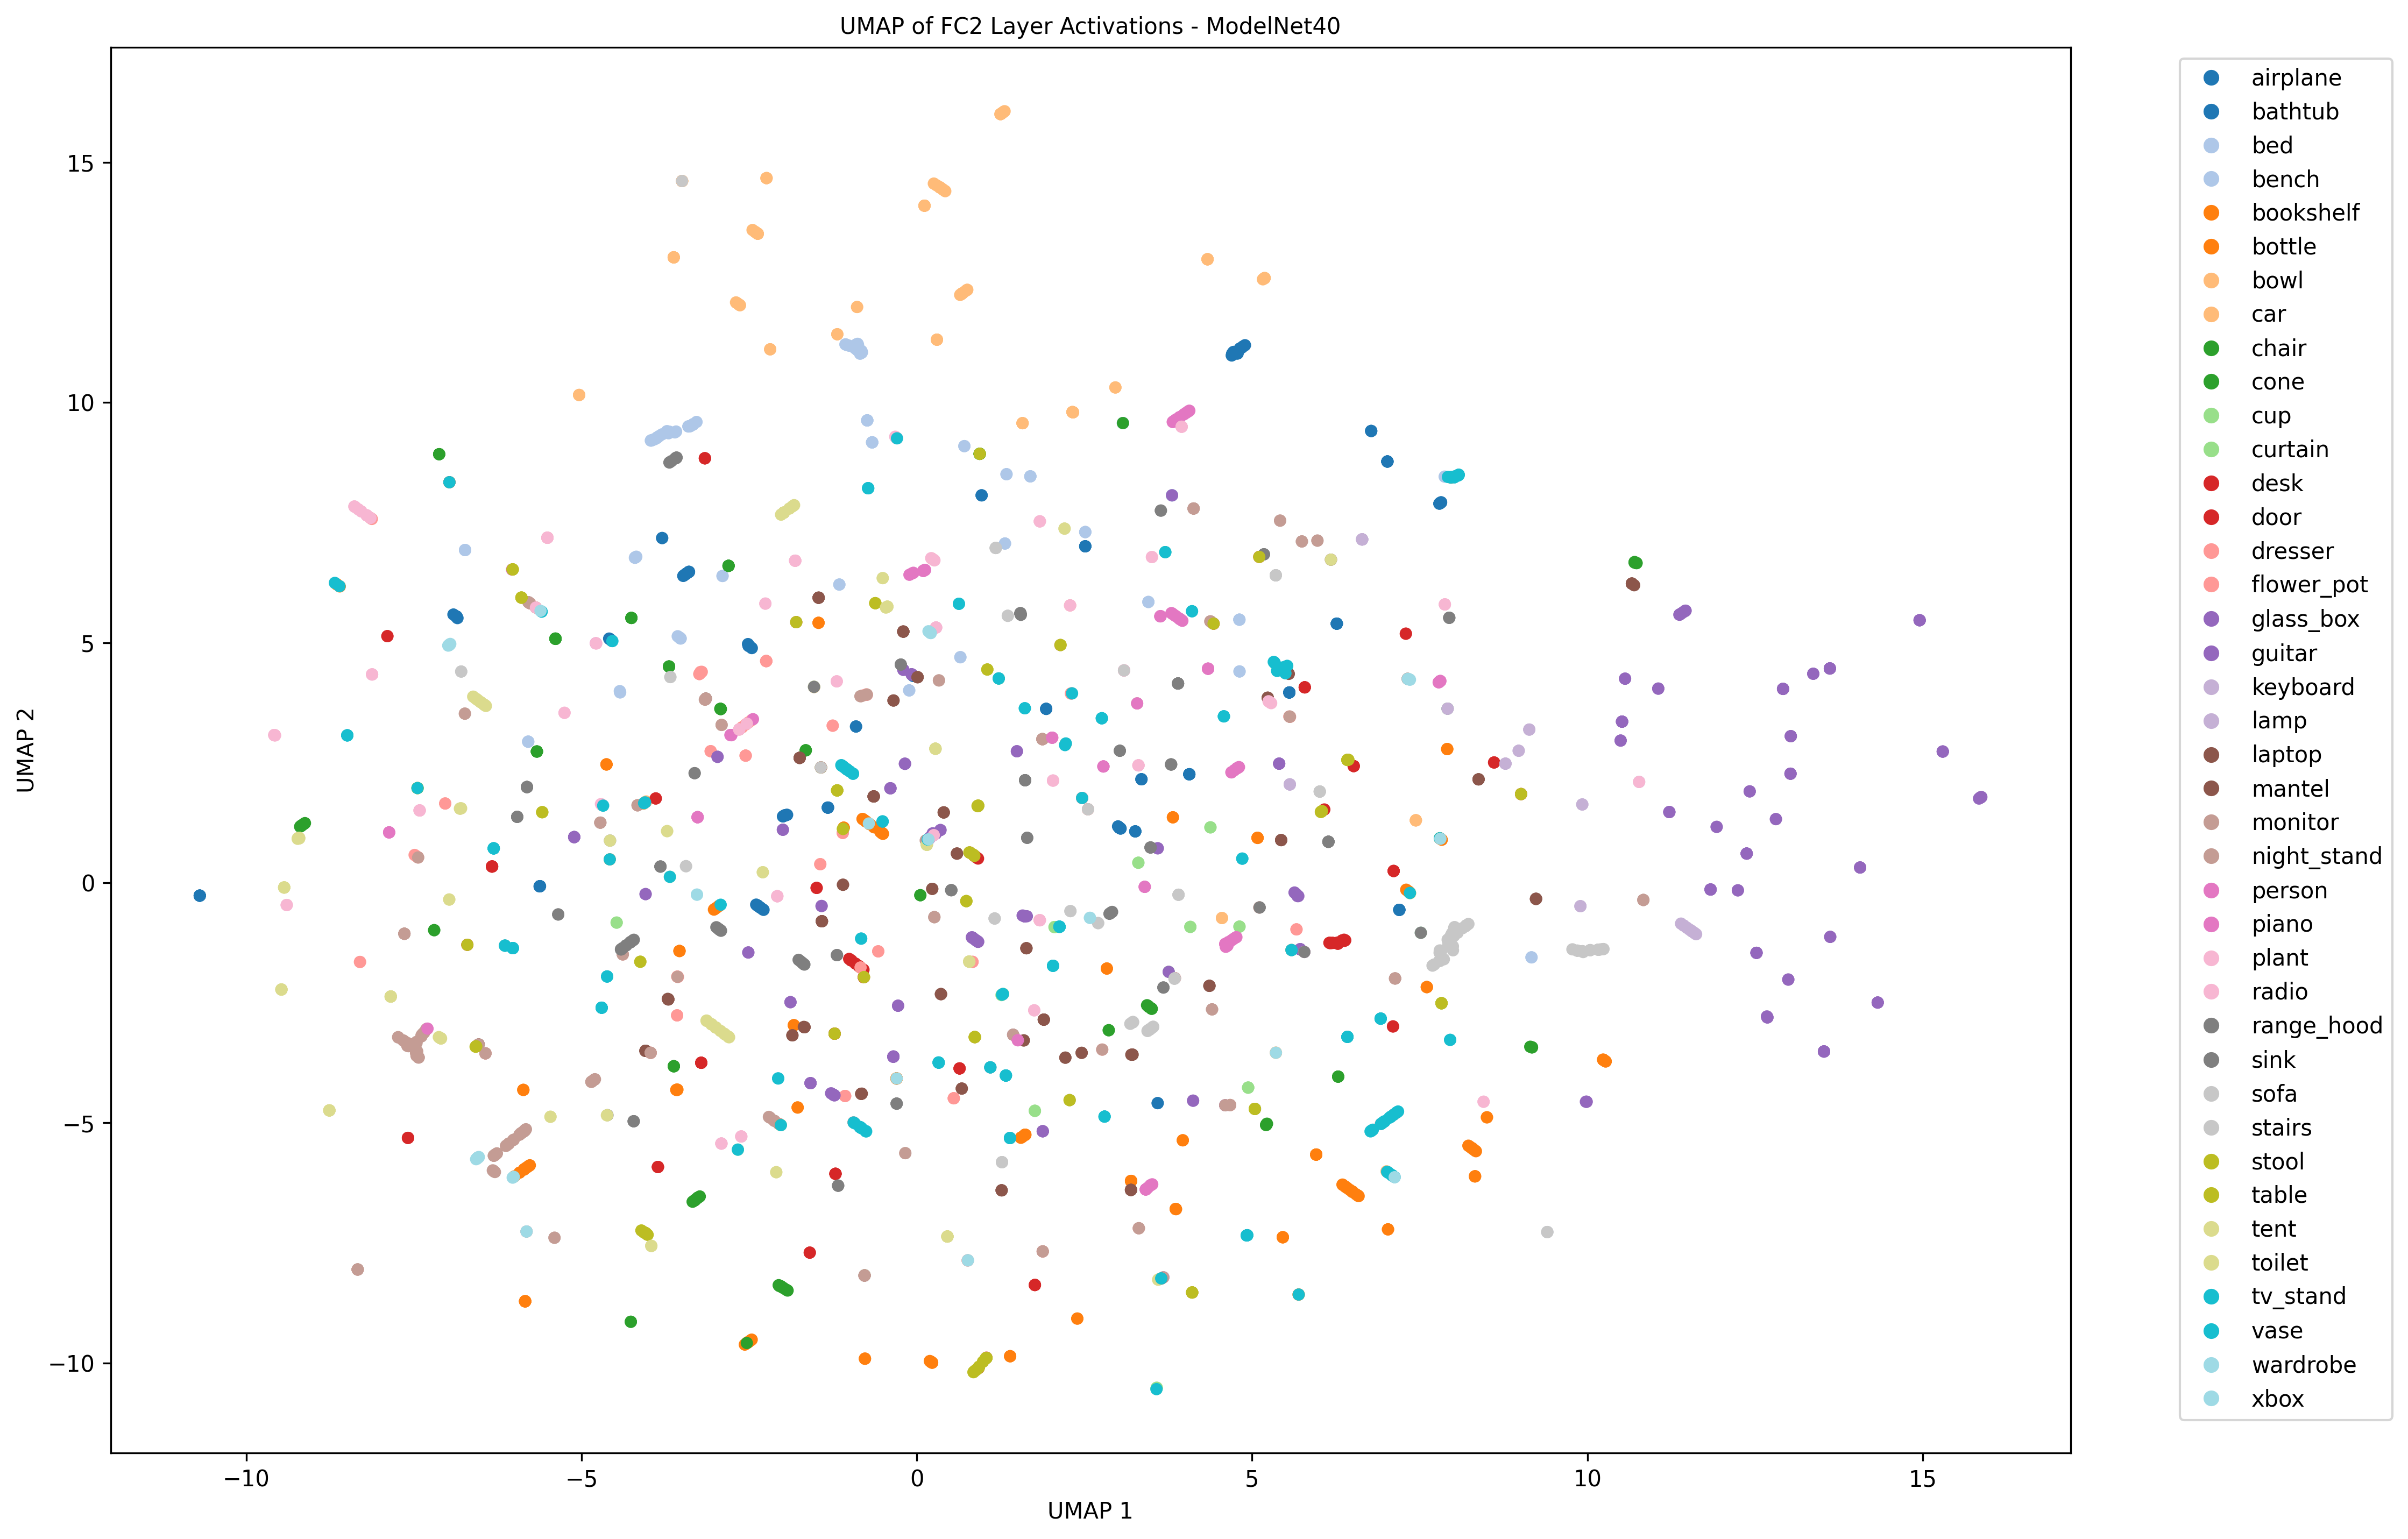 UMAP of FC2 Layer Activations - ModelNet40
15
10
5
0
−5
−10
UMAP 2
−10
−5
0
5
10
15
UMAP 1
airplane
bathtub
bed
bench
bookshelf
bottle
bowl
car
chair
cone
cup
curtain
desk
door
dresser
flower_pot
glass_box
guitar
keyboard
lamp
laptop
mantel
monitor
night_stand
person
piano
plant
radio
range_hood
sink
sofa
stairs
stool
table
tent
toilet
tv_stand
vase
wardrobe
xbox